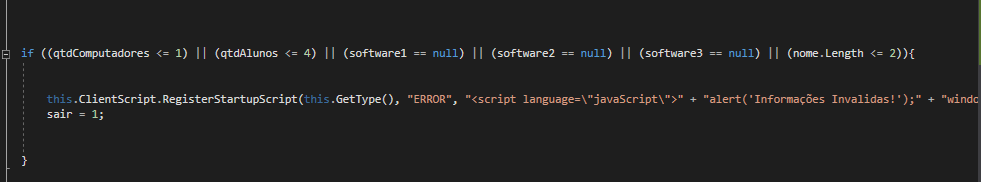 if ((qtdComputadores <= 1) || (qtdAlunos <= 4) || (software1 == null) || (software2 == null) || (software3 == null) || (nome.Length <= 2)){
this.ClientScript.RegisterStartupScript(this.GetType(), "ERROR", "<script language=\"javaScript\">" + "alert('Informações Invalidas!');" + "windo
sair = 1;
}